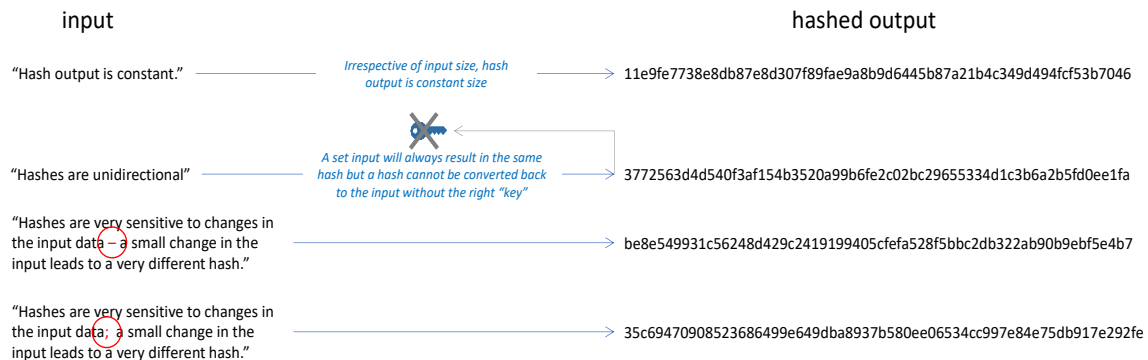 input
hashed output
“Hash output is constant.”
Irrespective of input size, hash
output is constant size
11e9fe7738e8db87e8d307f89fae9a8b9d6445b87a21b4c349d494fcf53b7046
“Hashes are unidirectional”
A set input will always result in the same
hash but a hash cannot be converted back
to the input without the right “key”
3772563d4d540f3af154b3520a99b6fe2c02bc29655334d1c3b6a2b5fd0ee1fa
“Hashes are very sensitive to changes in
the input data – a small change in the
input leads to a very different hash.”
be8e549931c56248d429c2419199405cfefa528f5bbc2db322ab90b9ebf5e4b7
“Hashes are very sensitive to changes in
the input data; a small change in the
input leads to a very different hash.”
35c69470908523686499e649dba8937b580ee06534cc997e84e75db917e292fe